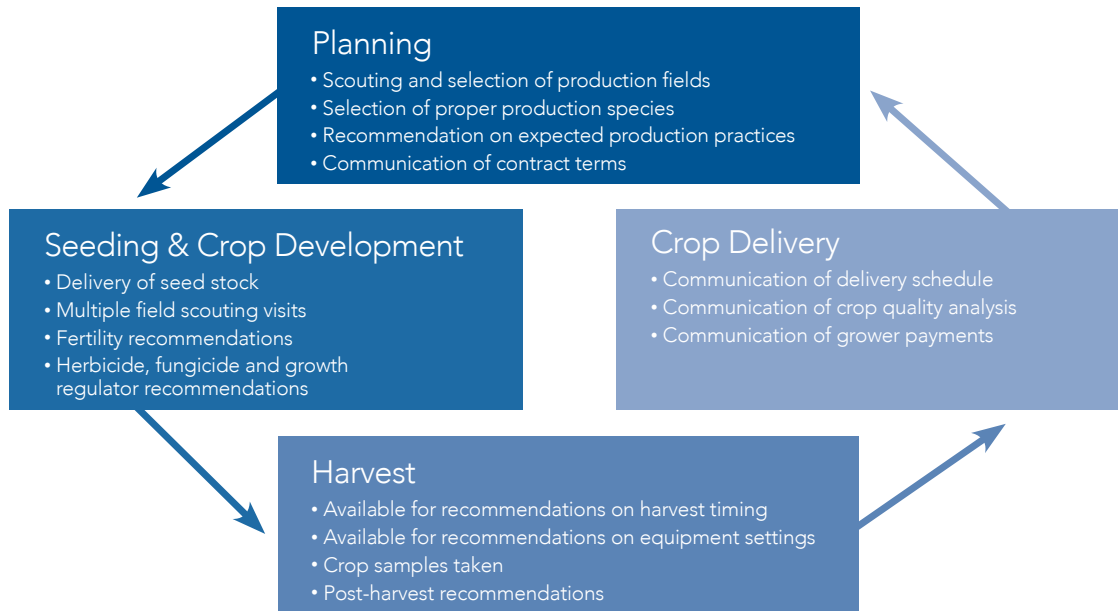 Planning
• Scouting and selection of production fields
• Selection of proper production species
• Recommendation on expected production practices
• Communication of contract terms
Seeding & Crop Development
• Delivery of seed stock
• Multiple field scouting visits
• Fertility recommendations
• Herbicide, fungicide and growth
regulator recommendations
Harvest
• Available for recommendations on harvest timing
• Available for recommendations on equipment settings
• Crop samples taken
• Post-harvest recommendations
Crop Delivery
• Communication of delivery schedule
• Communication of crop quality analysis
• Communication of grower payments